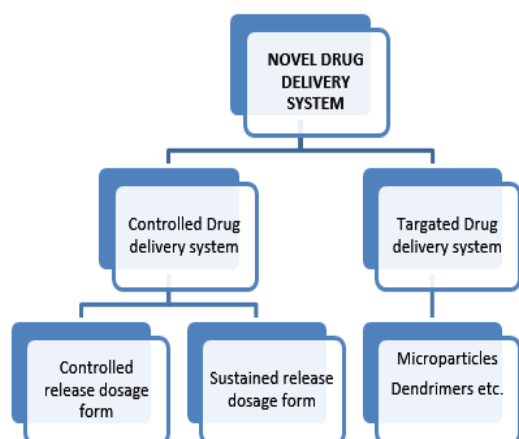 NOVEL DRUG
DELIVERY
SYSTEM
Controlled Drug
delivery system
Targated Drug
delivery system
Controlled
release dosage
form
Sustained release
dosage form
Microparticles
Dendrimers etc.